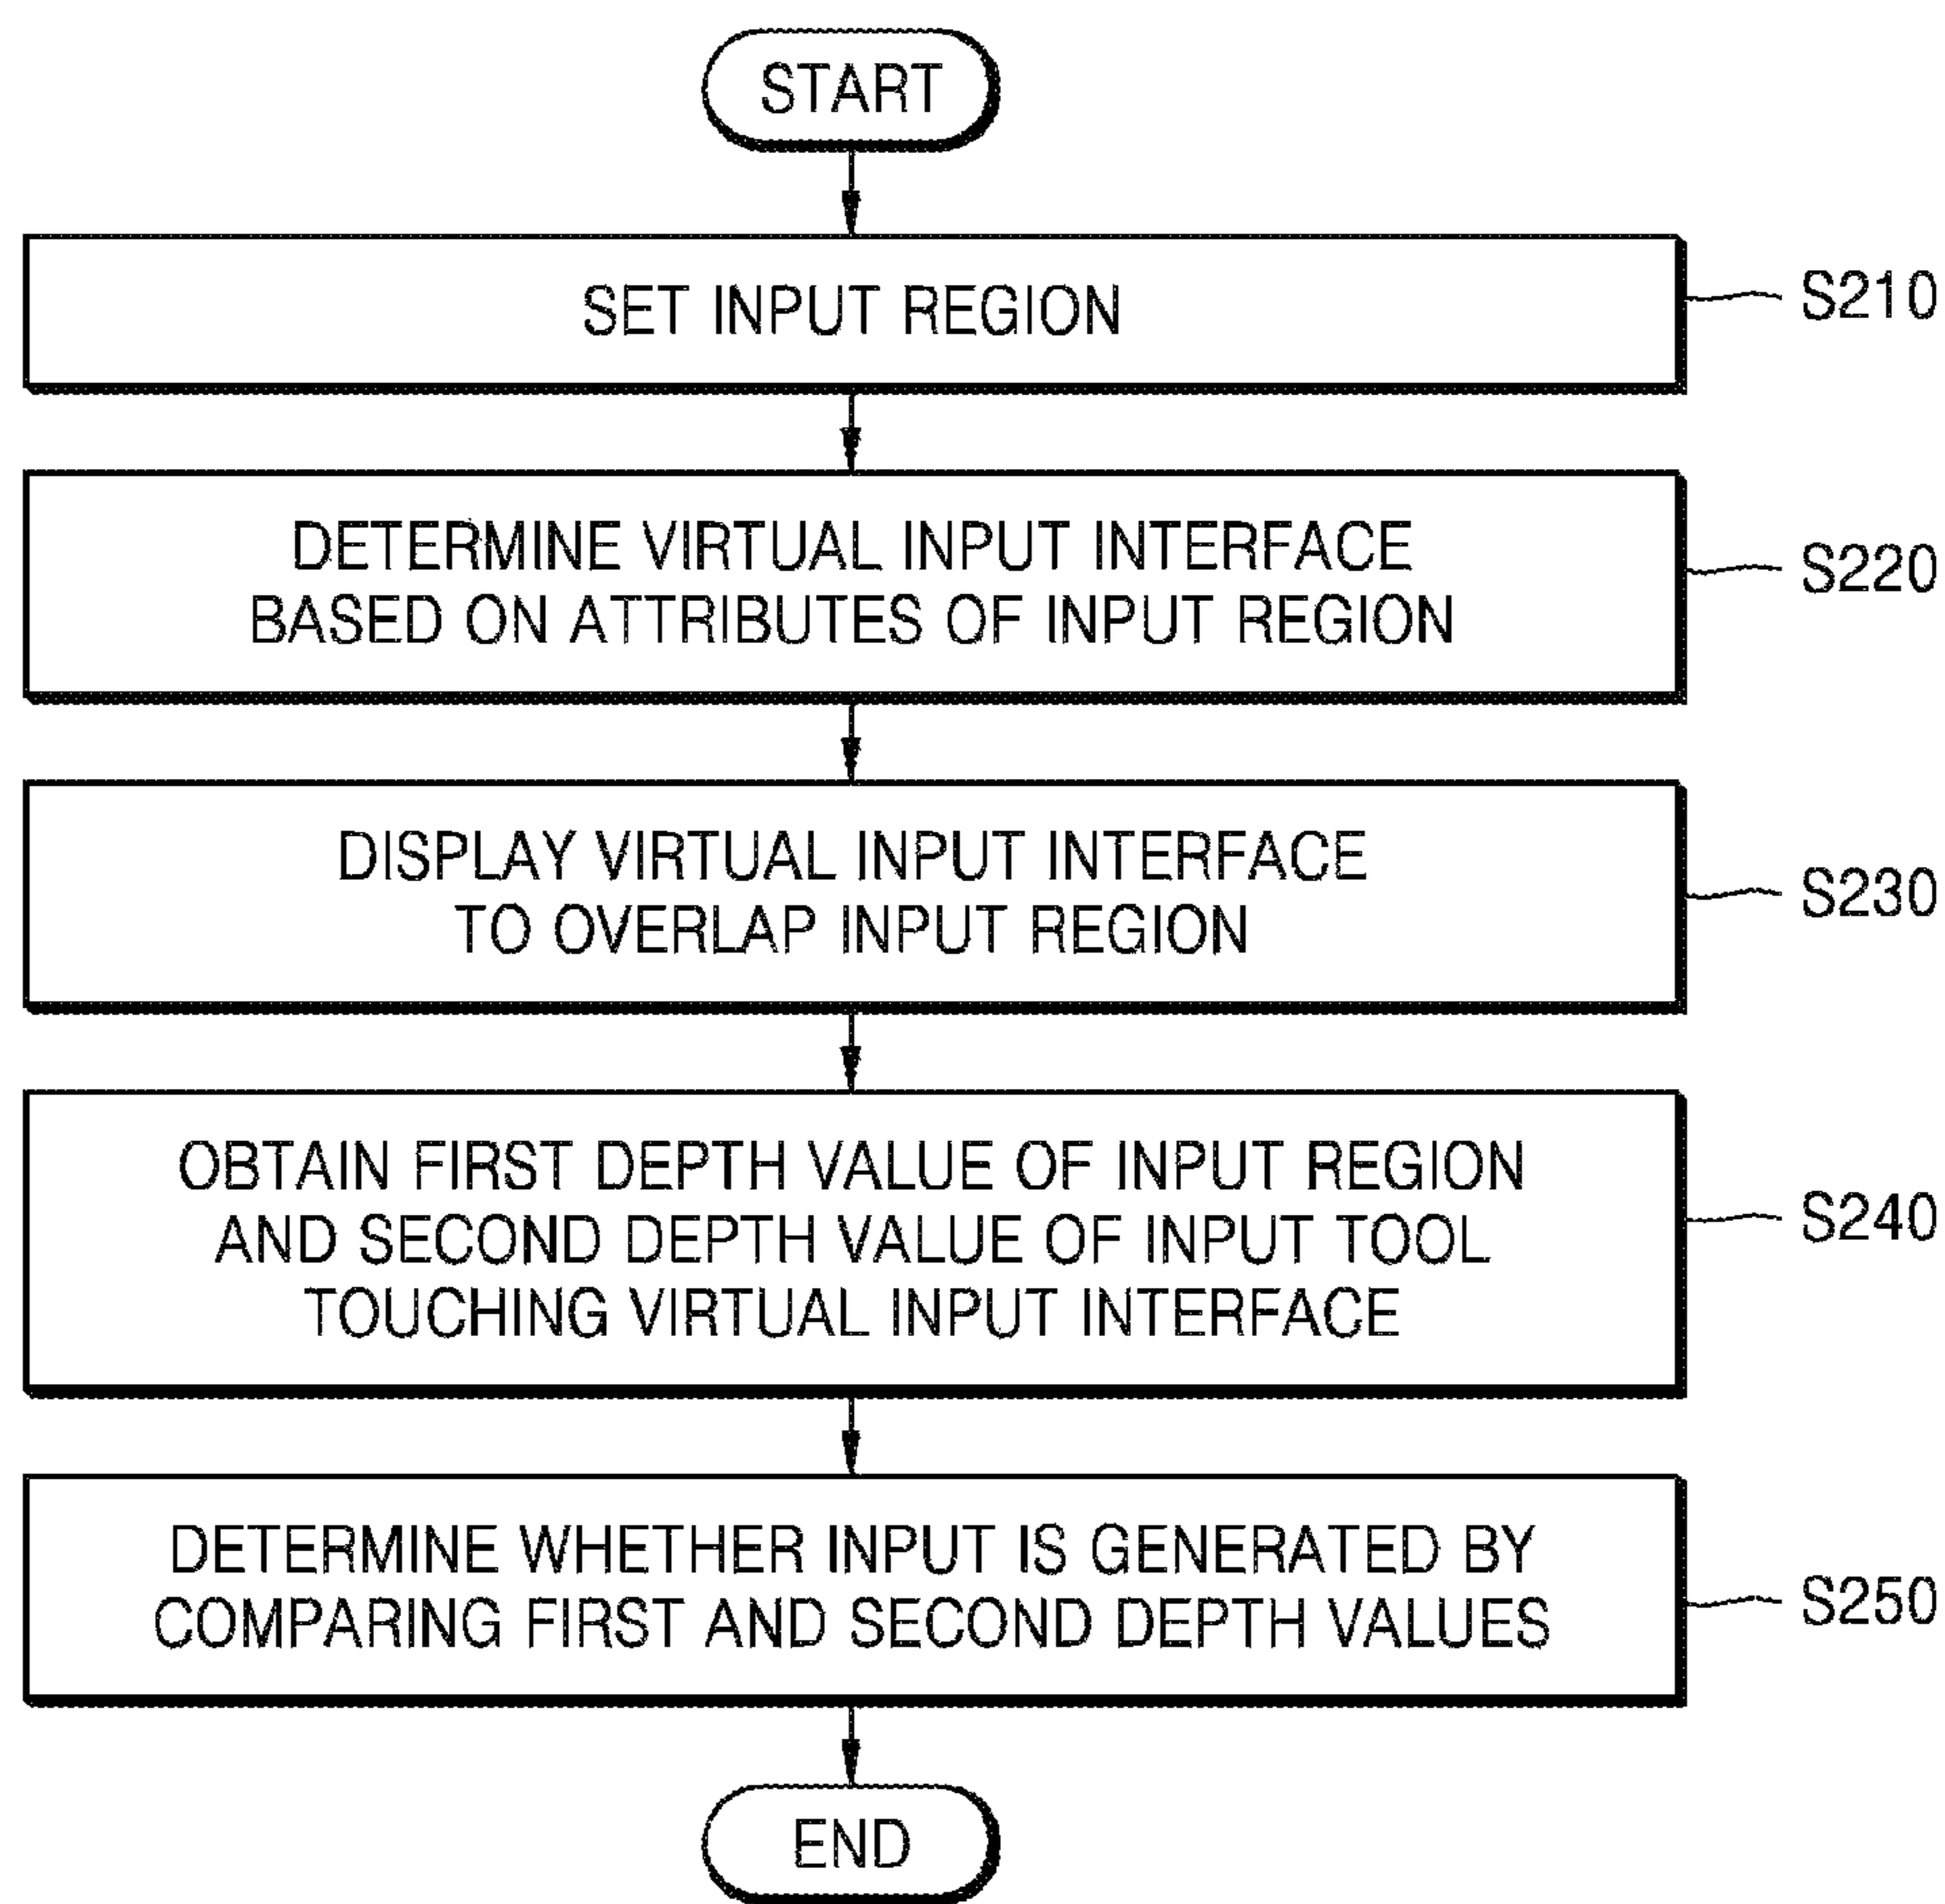 START
SET INPUT REGION
S210
DETERMINE VIRTUAL INPUT INTERFACE
BASED ON ATTRIBUTES OF INPUT REGION
S220
DISPLAY VIRTUAL INPUT INTERFACE
TO OVERLAP INPUT REGION
S230
OBTAIN FIRST DEPTH VALUE OF INPUT REGION
AND SECOND DEPTH VALUE OF INPUT TOOL
TOUCHING VIRTUAL INPUT INTERFACE
S240
DETERMINE WHETHER INPUT IS GENERATED BY
COMPARING FIRST AND SECOND DEPTH VALUES
S250
END